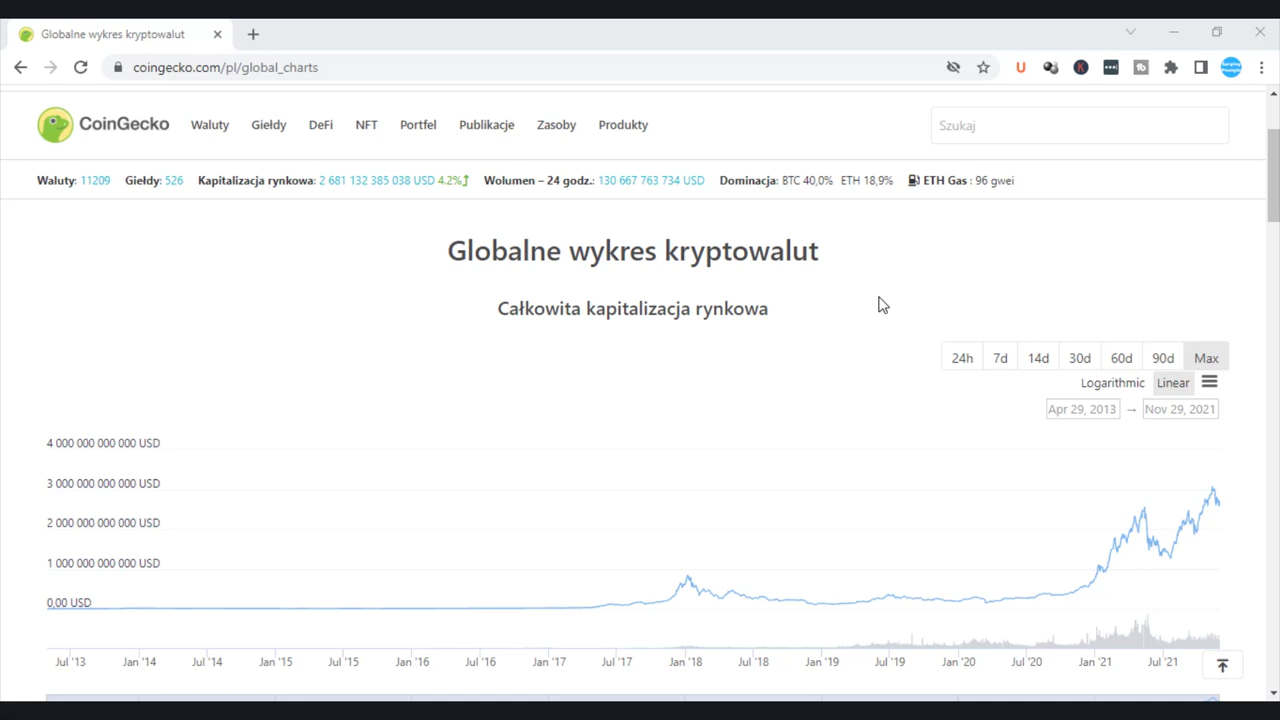 Globalne wykres kryptowalut
coingecko.com/pl/global_charts
CoinGecko Waluty Giełdy DeFi NFT Portfel Publikacje Zasoby Produkty Szukaj
Waluty: 11209 Giełdy: 526 Kapitalizacja rynkowa: 2 681 132 385 038 USD 4.2% Wolumen – 24 godz.: 130 667 763 734 USD Dominacja: BTC 40,0% ETH 18,9% ETH Gas : 96 gwei
Globalne wykres kryptowalut
Całkowita kapitalizacja rynkowa
24h 7d 14d 30d 60d 90d Max
Logarithmic Linear
Apr 29, 2013 → Nov 29, 2021
4 000 000 000 000 USD
3 000 000 000 000 USD
2 000 000 000 000 USD
1 000 000 000 000 USD
0,00 USD
Jul '13 Jan '14 Jul '14 Jan '15 Jul '15 Jan '16 Jul '16 Jan '17 Jul '17 Jan '18 Jul '18 Jan '19 Jul '19 Jan '20 Jul '20 Jan '21 Jul '21